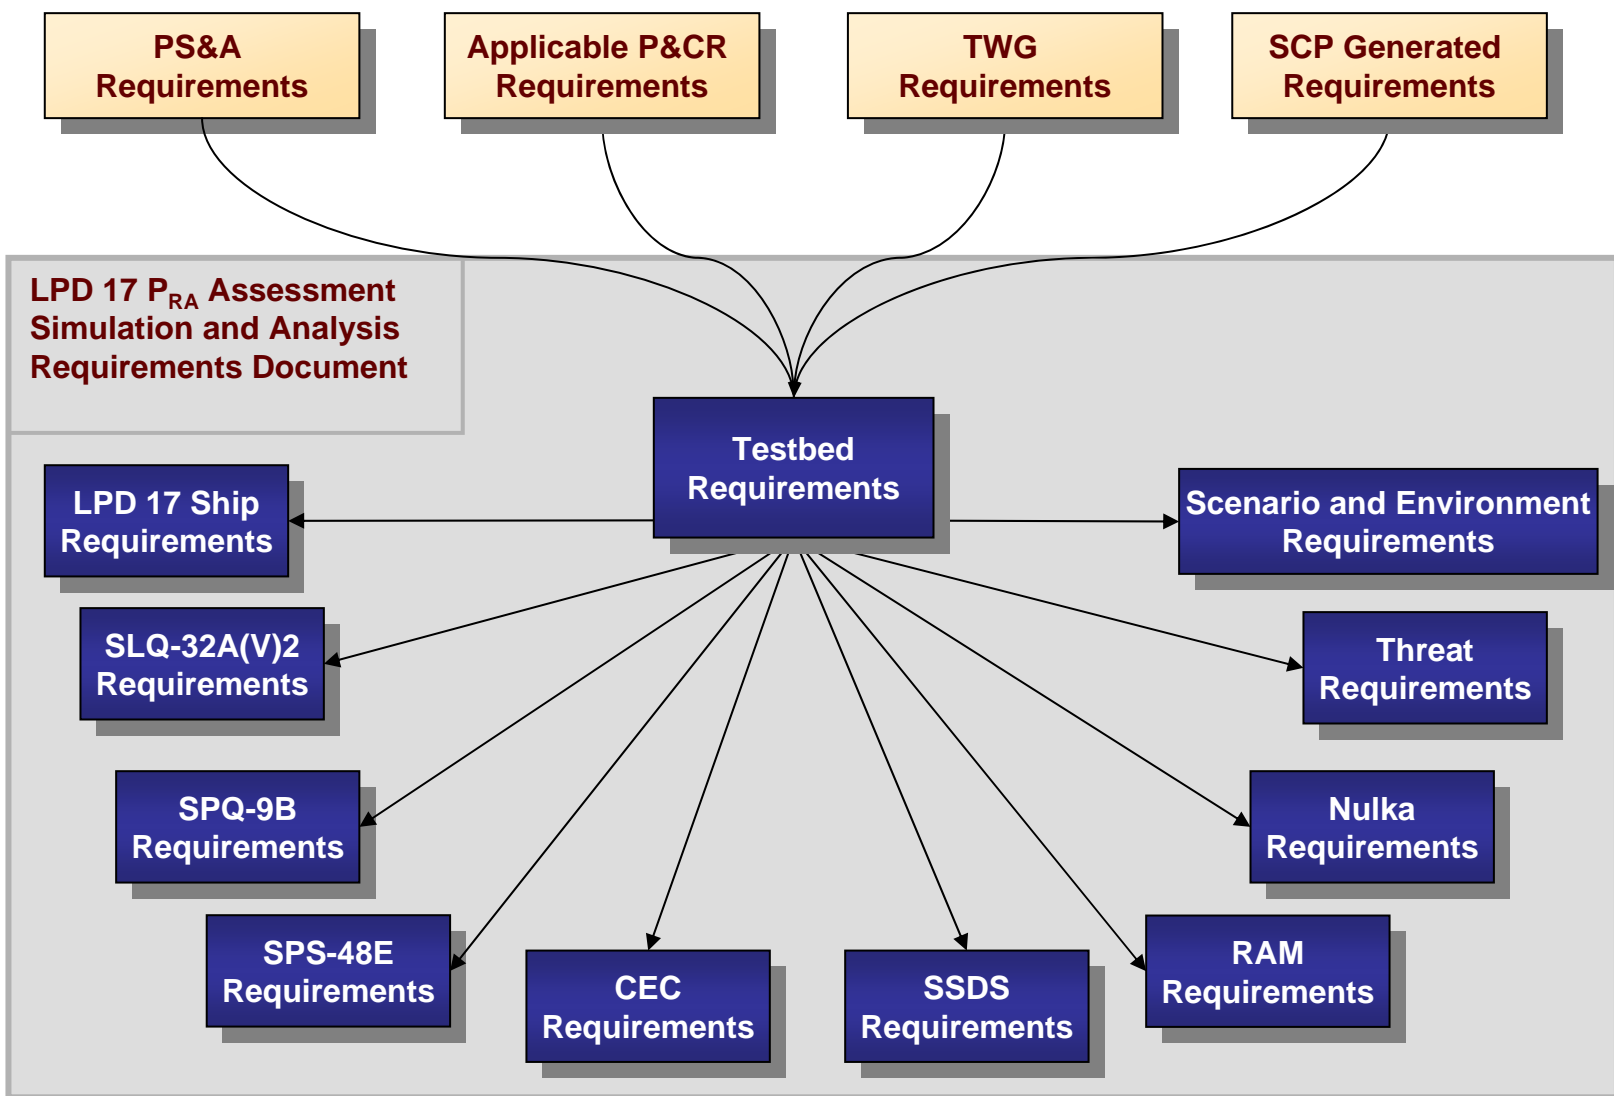 PS&A
Requirements
Applicable P&CR
Requirements
TWG
Requirements
SCP Generated
Requirements
LPD 17 PRA Assessment
Simulation and Analysis
Requirements Document
Testbed
Requirements
LPD 17 Ship
Requirements
Scenario and Environment
Requirements
SLQ-32A(V)2
Requirements
Threat
Requirements
SPQ-9B
Requirements
Nulka
Requirements
SPS-48E
Requirements
CEC
Requirements
SSDS
Requirements
RAM
Requirements